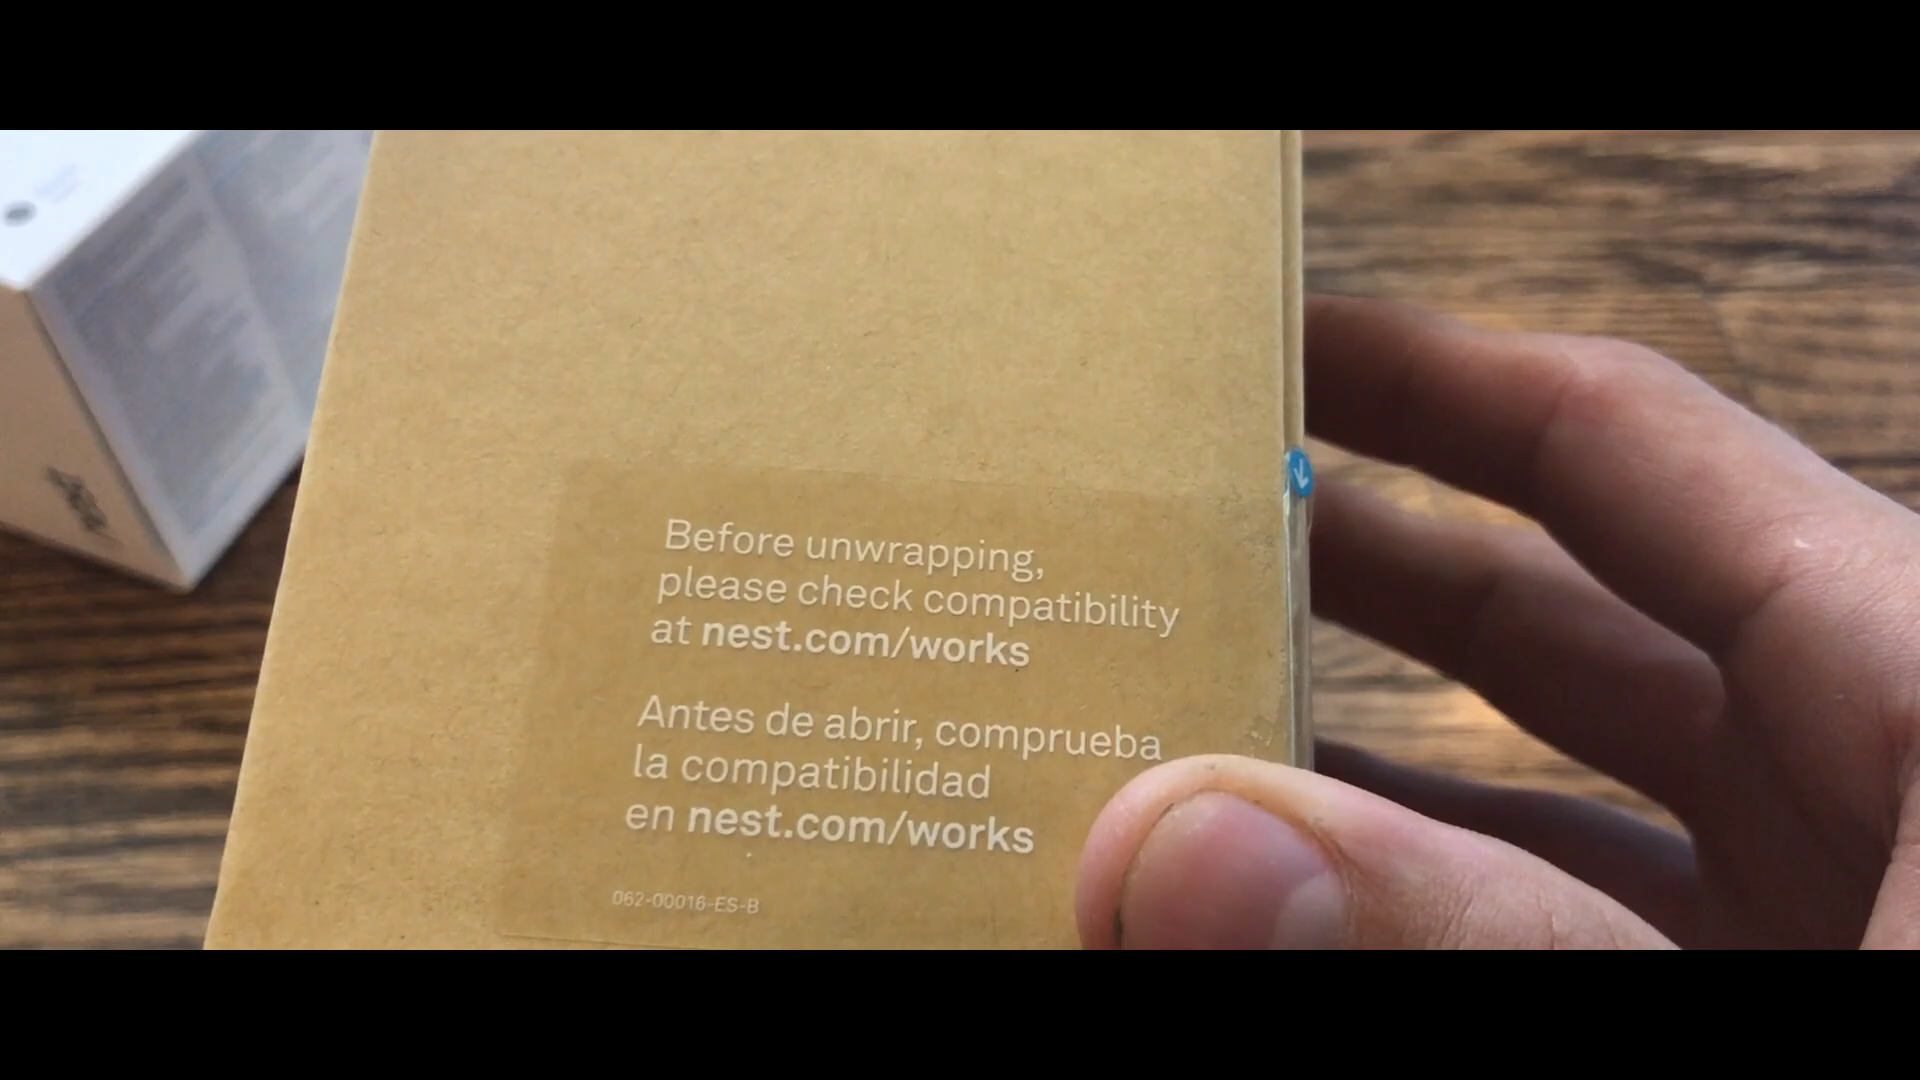 Before unwrapping,
please check compatibility
at nest.com/works
Antes de abrir, comprueba
la compatibilidad
en nest.com/works
062-00016-ES-B